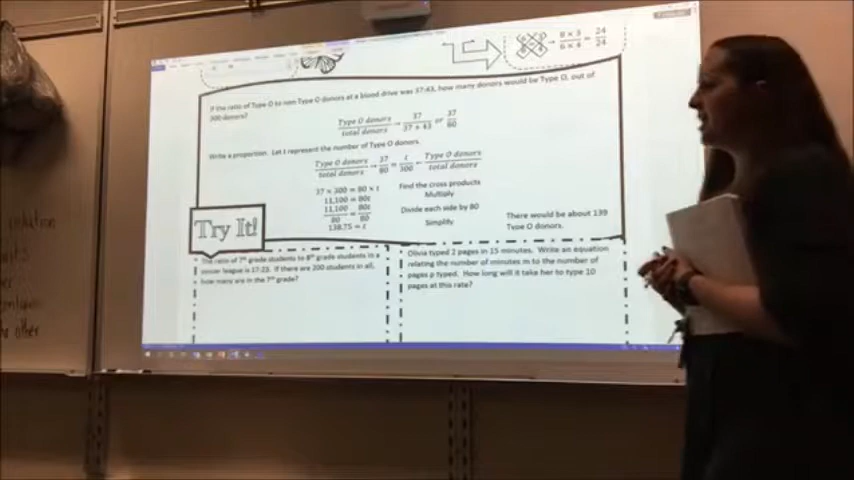 8 × 3 / 6 × 4 = 24 / 24
If the ratio of Type O to non-Type O donors at a blood drive was 37:43, how many donors would be Type O, out of
300 donors?
Type O donors / total donors → 37 / 37 + 43 or 37 / 80
Write a proportion. Let t represent the number of Type O donors.
Type O donors / total donors → 37 / 80 = t / 300 ← Type O donors / total donors
37 × 300 = 80 × t Find the cross products
11,100 = 80t Multiply
11,100 / 80 = 80t / 80 Divide each side by 80
138.75 = t Simplify
There would be about 139
Type O donors.
Try It!
The ratio of 7th grade students to 8th grade students in a
soccer league is 17:23. If there are 200 students in all,
how many are in the 7th grade?
Olivia typed 2 pages in 15 minutes. Write an equation
relating the number of minutes m to the number of
pages p typed. How long will it take her to type 10
pages at this rate?
other